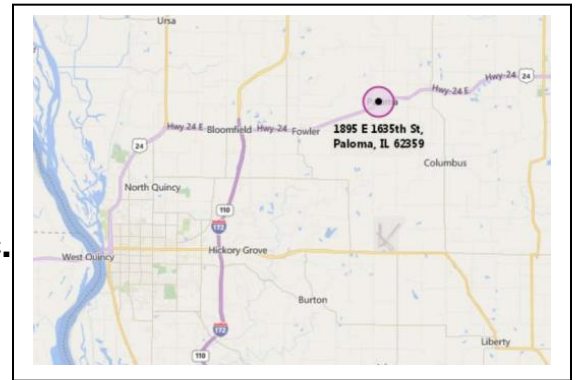 Ursa
Hwy-24
24
Paloma
Hwy-24 E
Hwy 24 E Bloomfield Hwy-24 Fowler
1895 E 1635th St,
Paloma, IL 62359
24
Columbus
North Quincy
110
172
.
West Quincy
Hickory Grove
Burton
172
110
Liberty